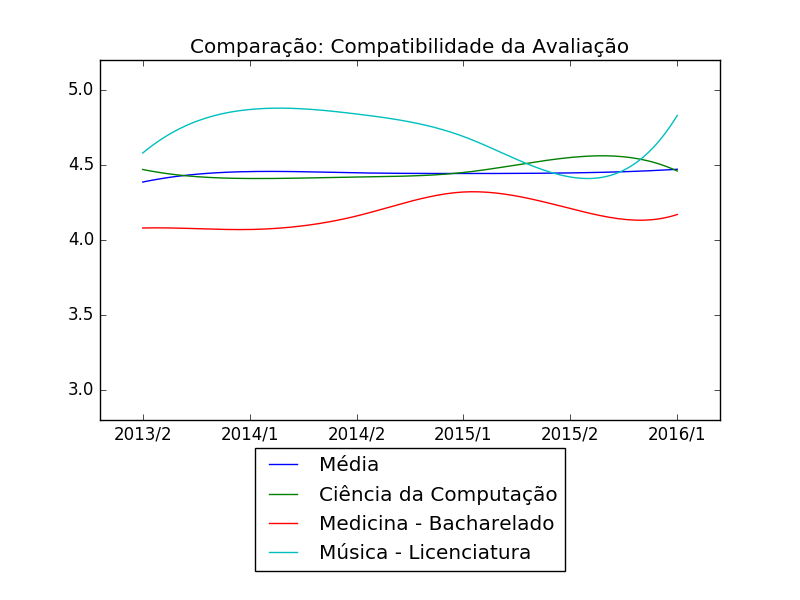 Comparação: Compatibilidade da Avaliação
5.0
4.5
4.0
3.5
3.0
2013/2 2014/1 2014/2 2015/1 2015/2 2016/1
Média
Ciência da Computação
Medicina - Bacharelado
Música - Licenciatura